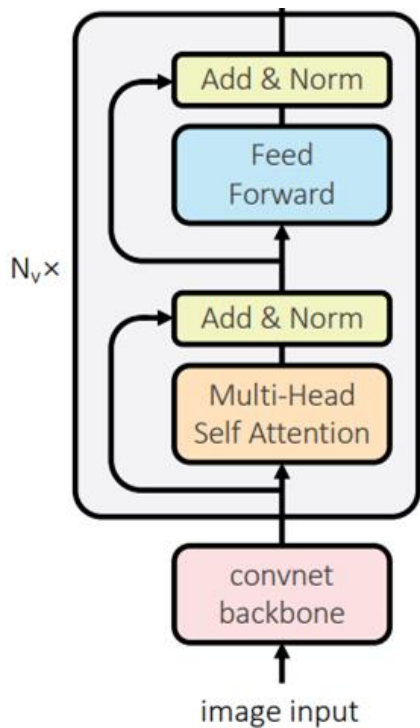 Add & Norm
Feed
Forward
Nv×
Add & Norm
Multi-Head
Self Attention
convnet
backbone
image input